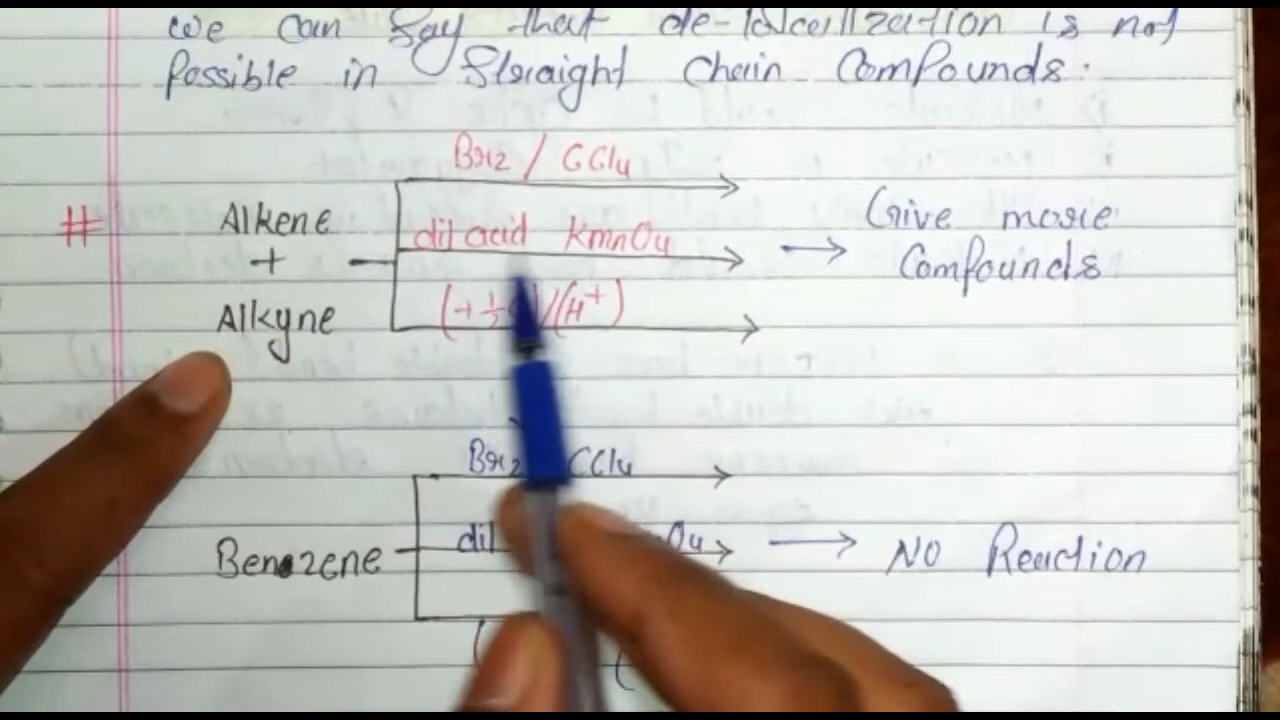 we can say that de-localization is not
Possible in Straight Chain Compounds.
Br2 / CCl4
#
Alkene
dil acid KmnO4
Give more
+
Compounds
Alkyne
/(H+)
Br2 CCl4
dil nO4
Benzene
NO Reaction